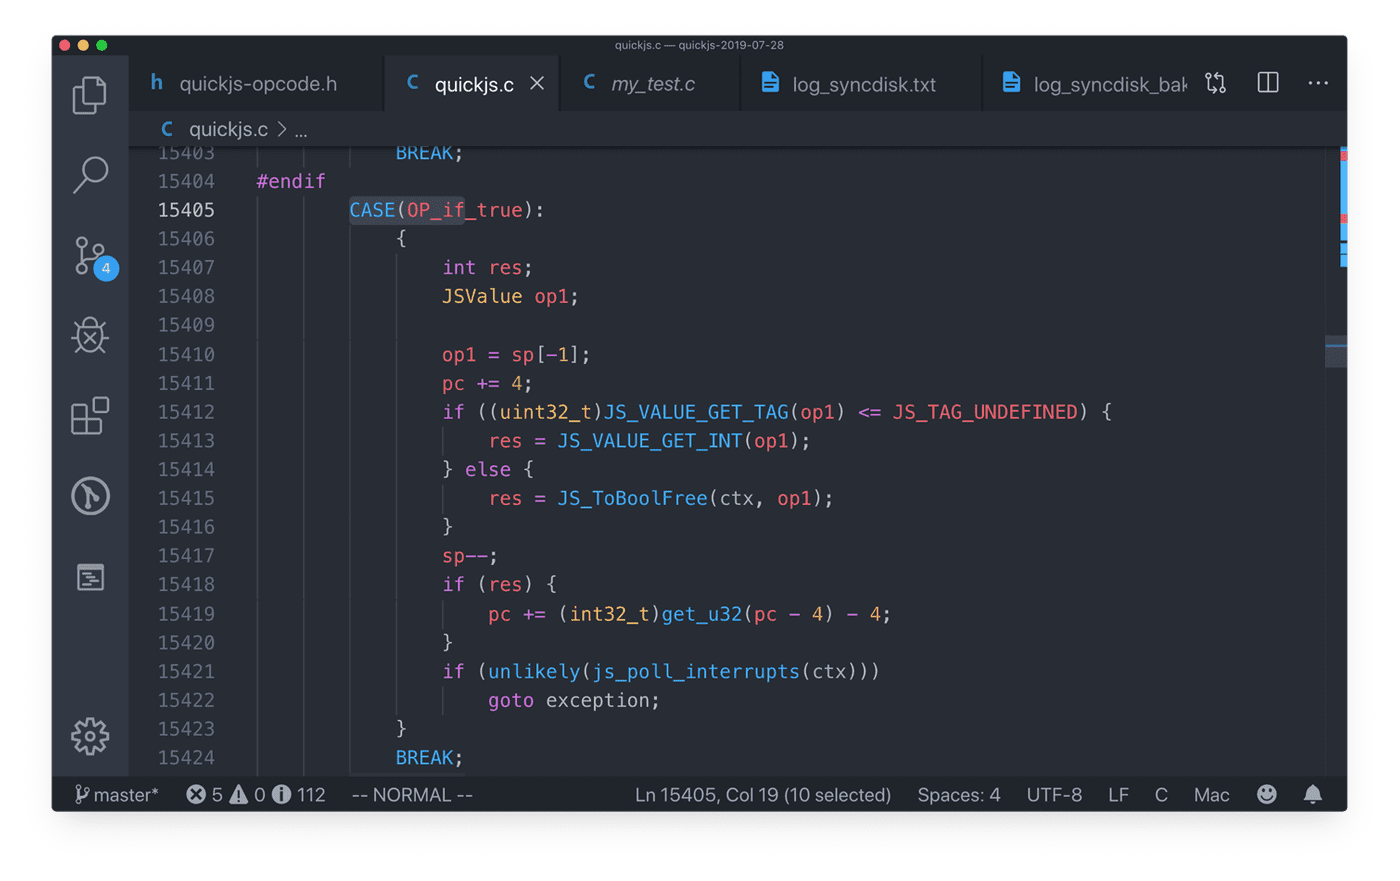 quickjs.c — quickjs-2019-07-28
h quickjs-opcode.h C quickjs.c C my_test.c log_syncdisk.txt log_syncdisk_bak
C quickjs.c > ...
15403 BREAK;
15404 #endif
15405 CASE(OP_if_true):
15406 {
15407 int res;
15408 JSValue op1;
15409
15410 op1 = sp[-1];
15411 pc += 4;
15412 if ((uint32_t)JS_VALUE_GET_TAG(op1) <= JS_TAG_UNDEFINED) {
15413 res = JS_VALUE_GET_INT(op1);
15414 } else {
15415 res = JS_ToBoolFree(ctx, op1);
15416 }
15417 sp--;
15418 if (res) {
15419 pc += (int32_t)get_u32(pc - 4) - 4;
15420 }
15421 if (unlikely(js_poll_interrupts(ctx)))
15422 goto exception;
15423 }
15424 BREAK;
4
master* 5 0 112 -- NORMAL -- Ln 15405, Col 19 (10 selected) Spaces: 4 UTF-8 LF C Mac